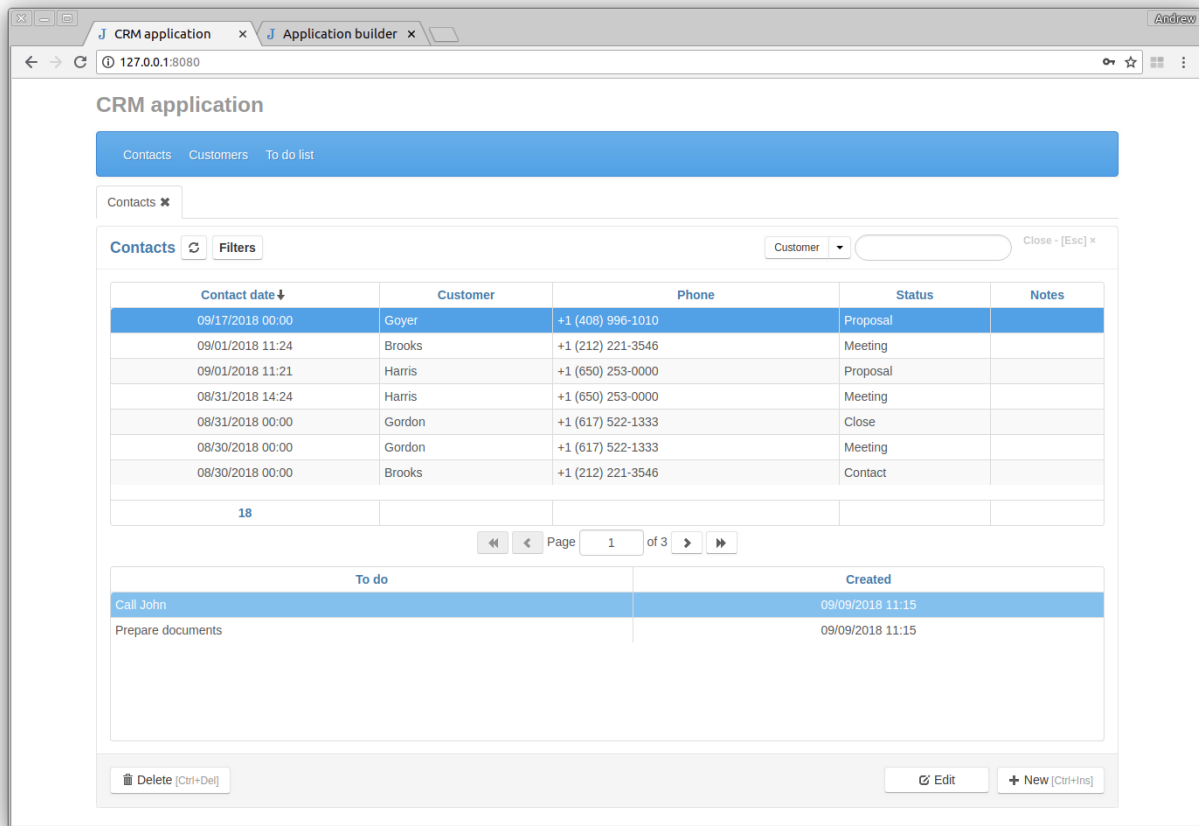 Andrew
J CRM application × J Application builder ×
127.0.0.1:8080
CRM application
Contacts Customers To do list
Contacts ✖
Contacts Filters Customer Close - [Esc] ×
Contact date Customer Phone Status Notes
09/17/2018 00:00 Goyer +1 (408) 996-1010 Proposal
09/01/2018 11:24 Brooks +1 (212) 221-3546 Meeting
09/01/2018 11:21 Harris +1 (650) 253-0000 Proposal
08/31/2018 14:24 Harris +1 (650) 253-0000 Meeting
08/31/2018 00:00 Gordon +1 (617) 522-1333 Close
08/30/2018 00:00 Gordon +1 (617) 522-1333 Meeting
08/30/2018 00:00 Brooks +1 (212) 221-3546 Contact
18
Page 1 of 3
To do Created
Call John 09/09/2018 11:15
Prepare documents 09/09/2018 11:15
Delete [Ctrl+Del] Edit New [Ctrl+Ins]